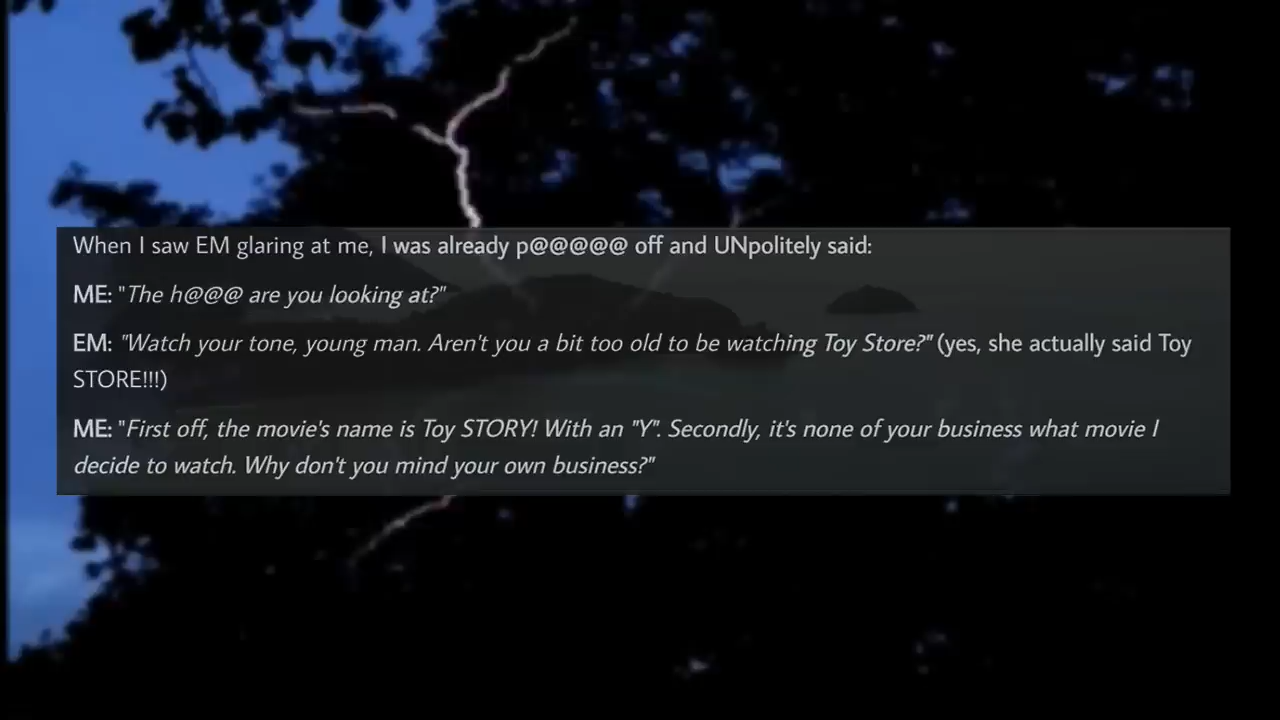 When I saw EM glaring at me, I was already p@@@@@ off and UNpolitely said:
ME: "The h@@@ are you looking at?"
EM: "Watch your tone, young man. Aren't you a bit too old to be watching Toy Store?" (yes, she actually said Toy
STORE!!!)
ME: "First off, the movie's name is Toy STORY! With an "Y". Secondly, it's none of your business what movie I
decide to watch. Why don't you mind your own business?"